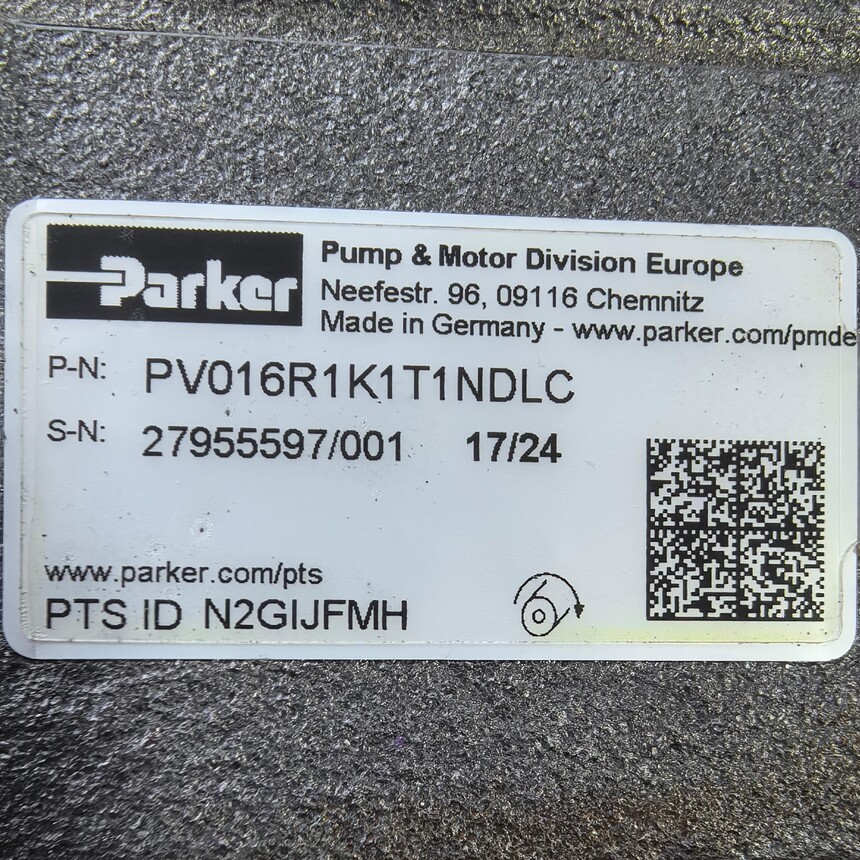 Parker
Pump & Motor Division Europe
Neefestr. 96, 09116 Chemnitz
Made in Germany - www.parker.com/pmde
P-N: PV016R1K1T1NDLC
S-N: 27955597/001 17/24
www.parker.com/pts
PTS ID N2GIJFMH